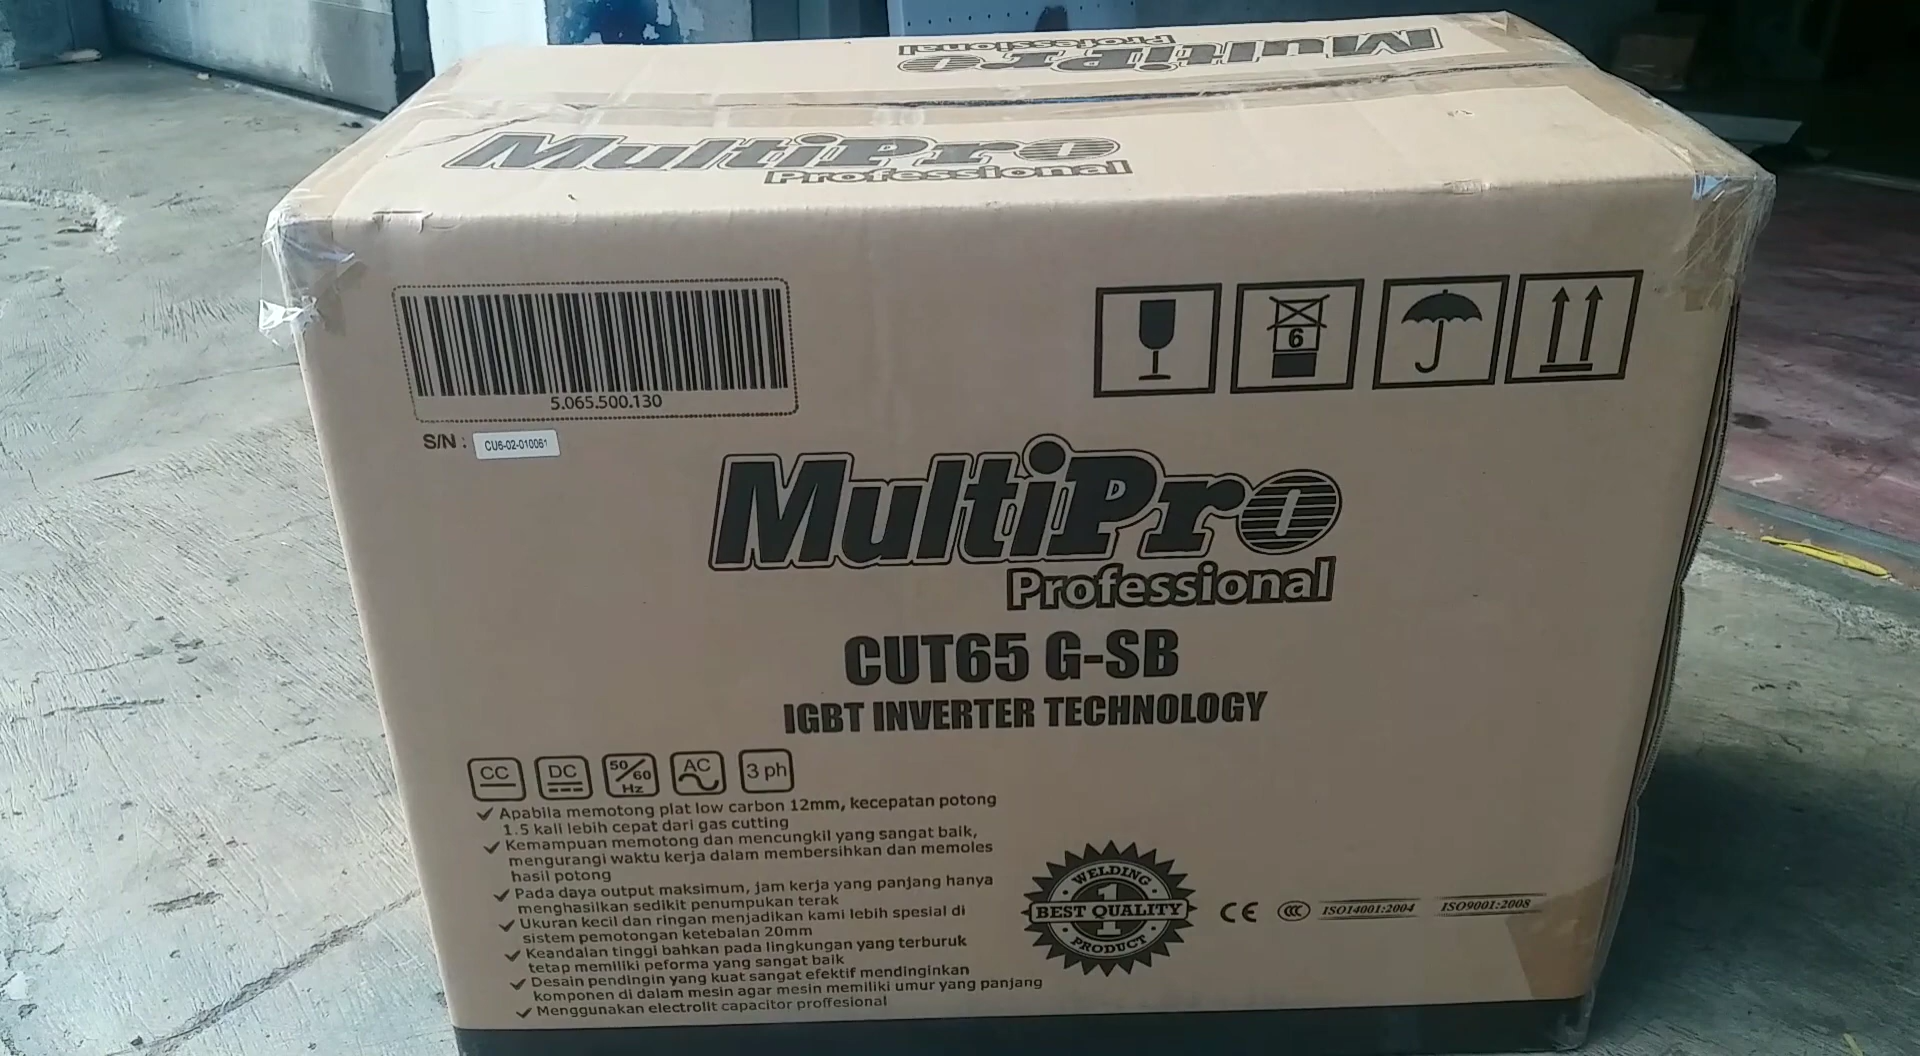 MultiPro
Professional
MultiPro
Professional
5.065.500.130
S/N : CU6-02-010061
6
MultiPro
Professional
CUT65 G-SB
IGBT INVERTER TECHNOLOGY
CC DC 50/60 Hz AC 3 ph
Apabila memotong plat low carbon 12mm, kecepatan potong
1.5 kali lebih cepat dari gas cutting
Kemampuan memotong dan mencungkil yang sangat baik,
mengurangi waktu kerja dalam membersihkan dan memoles
hasil potong
Pada daya output maksimum, jam kerja yang panjang hanya
menghasilkan sedikit penumpukan terak
Ukuran kecil dan ringan menjadikan kami lebih spesial di
sistem pemotongan ketebalan 20mm
Keandalan tinggi bahkan pada lingkungan yang terburuk
tetap memiliki peforma yang sangat baik
Desain pendingin yang kuat sangat efektif mendinginkan
komponen di dalam mesin agar mesin memiliki umur yang panjang
Menggunakan electrolit capacitor proffesional
WELDING
1
BEST QUALITY
PRODUCT
CE CCC ISO14001:2004 ISO9001:2008